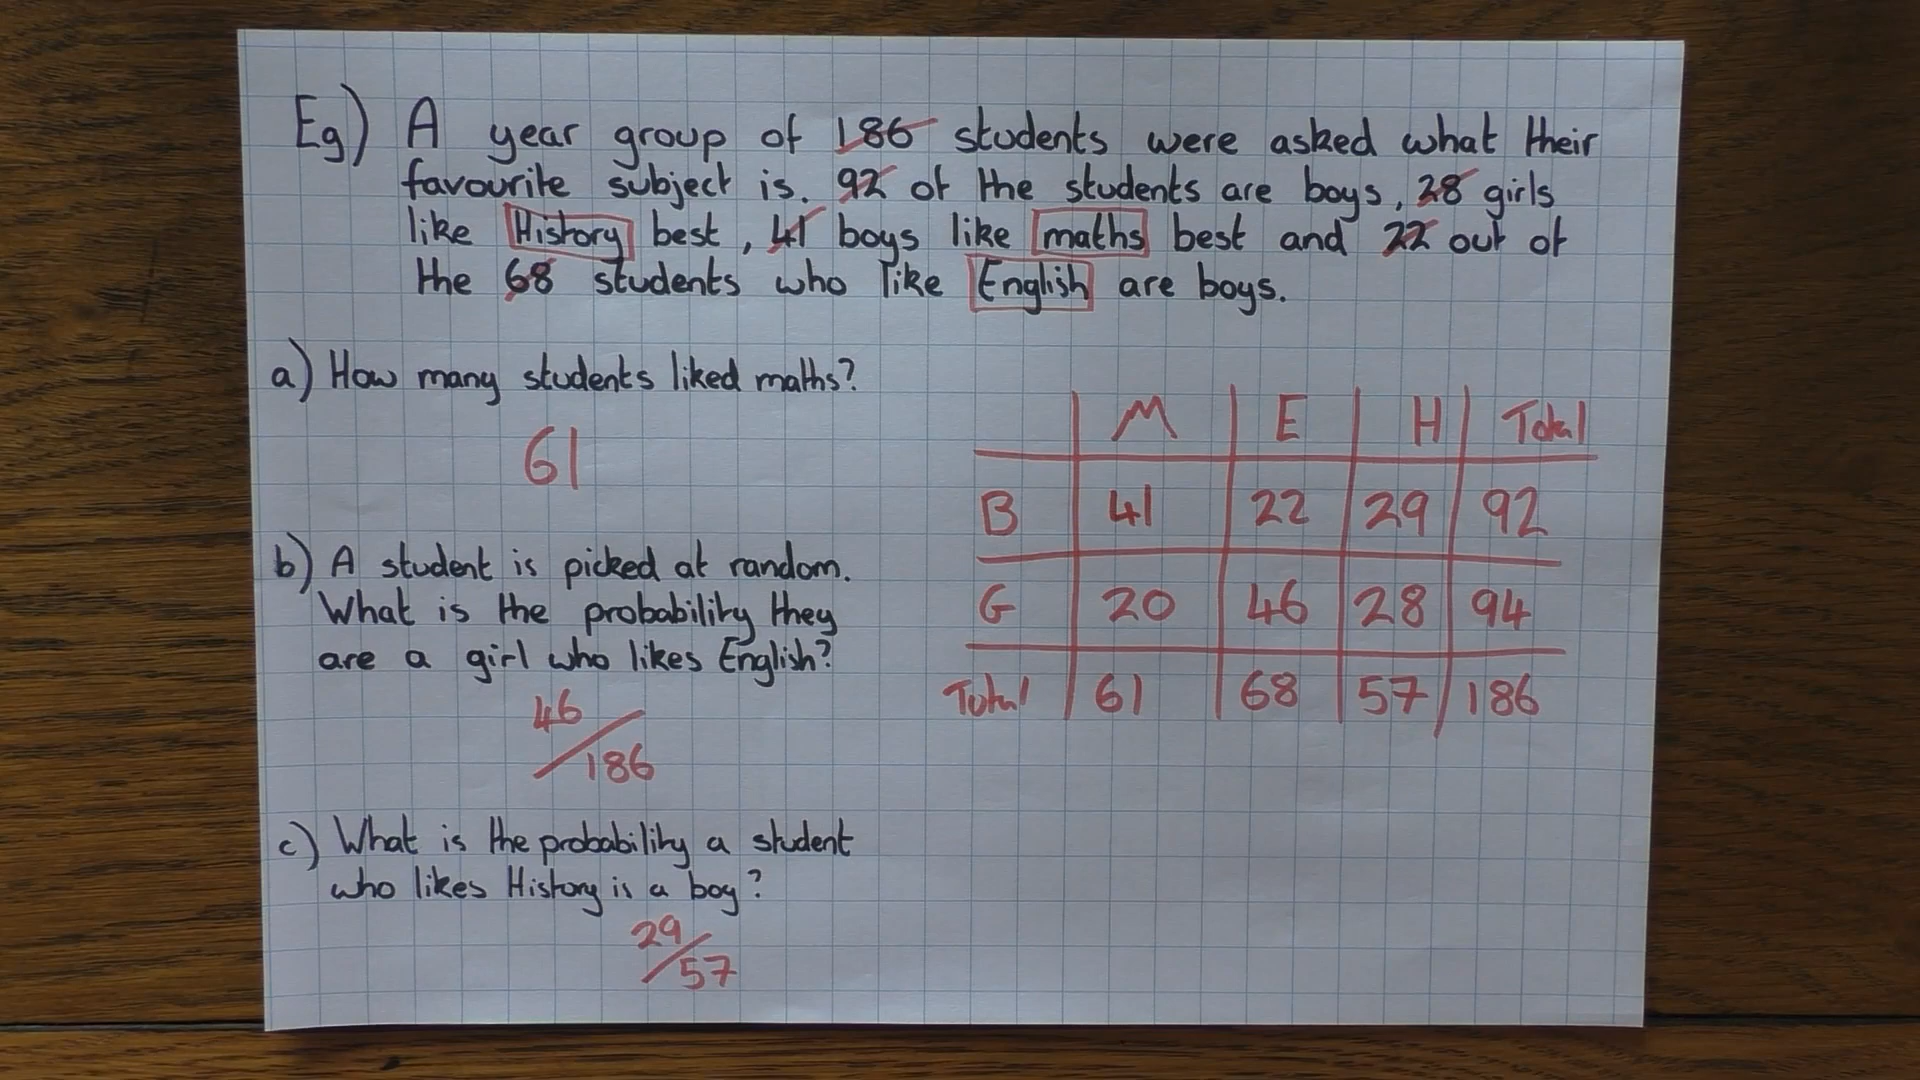 Eg) A year group of 186 students were asked what their
favourite subject is. 92 of the students are boys, 28 girls
like History best, 41 boys like maths best and 22 out of
the 68 students who like English are boys.
a) How many students liked maths?
61
b) A student is picked at random.
What is the probability they
are a girl who likes English?
46/186
c) What is the probability a student
who likes History is a boy?
29/57
M E H Total
B 41 22 29 92
G 20 46 28 94
Total 61 68 57 186